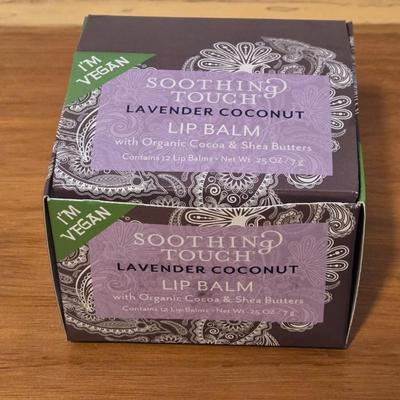 I'M
VEGAN
SOOTHING
TOUCH
LAVENDER COCONUT
LIP BALM
with Organic Cocoa & Shea Butters
Contains 12 Lip Balms • Net Wt .25 OZ / 7 g
I'M
VEGAN
SOOTHING
TOUCH
LAVENDER COCONUT
LIP BALM
with Organic Cocoa & Shea Butters
Contains 12 Lip Balms • Net Wt .25 OZ / 7 g